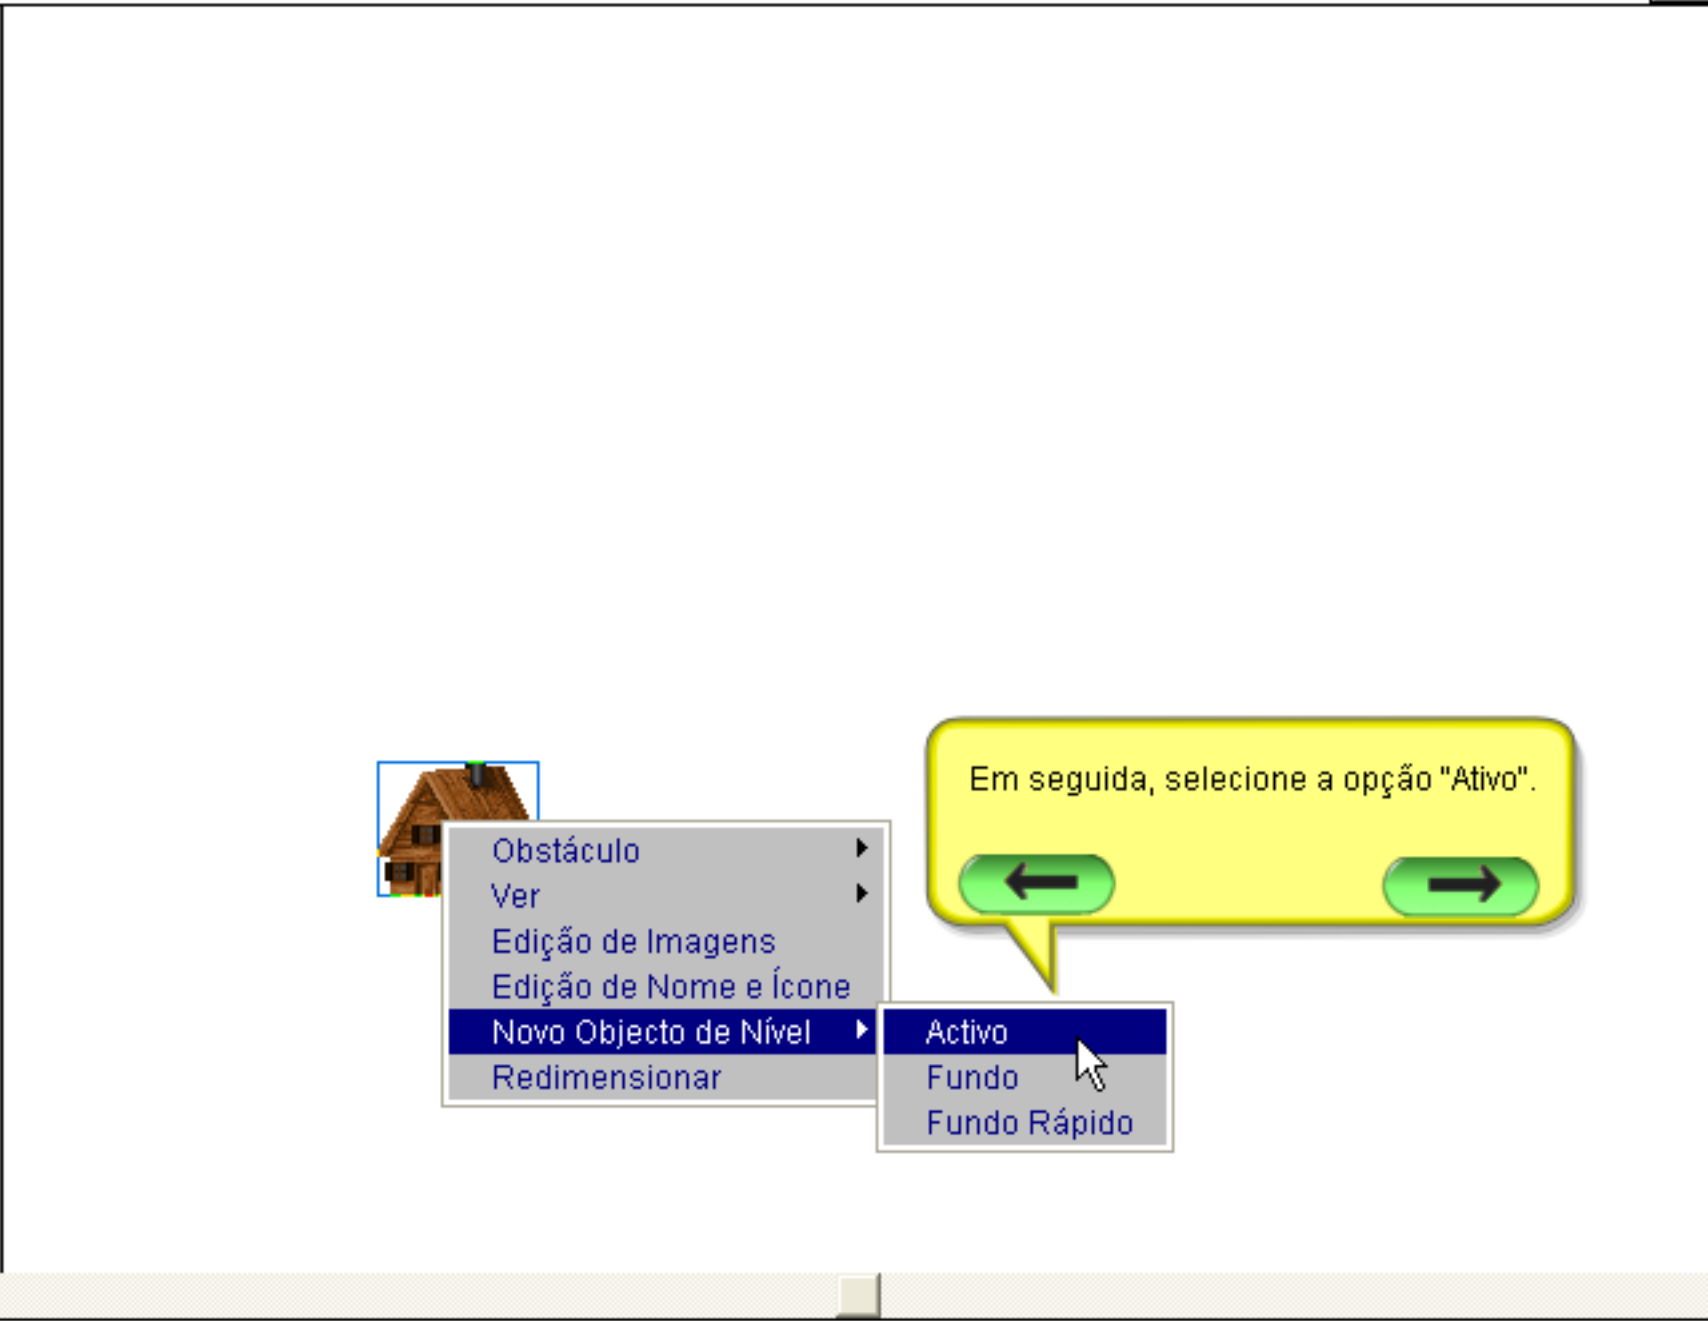 Em seguida, selecione a opção "Ativo".
Obstáculo
Ver
Edição de Imagens
Edição de Nome e Ícone
Novo Objecto de Nível
Redimensionar
Activo
Fundo
Fundo Rápido